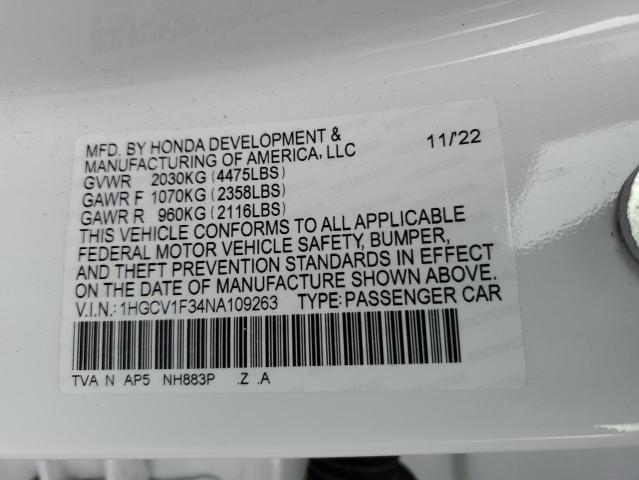 MFD. BY HONDA DEVELOPMENT & 11/'22
MANUFACTURING OF AMERICA, LLC
GVWR 2030KG (4475LBS)
GAWR F 1070KG (2358LBS)
GAWR R 960KG (2116LBS)
THIS VEHICLE CONFORMS TO ALL APPLICABLE
FEDERAL MOTOR VEHICLE SAFETY, BUMPER,
AND THEFT PREVENTION STANDARDS IN EFFECT
ON THE DATE OF MANUFACTURE SHOWN ABOVE.
V.I.N.: 1HGCV1F34NA109263 TYPE: PASSENGER CAR
TVA N AP5 NH883P .Z .A